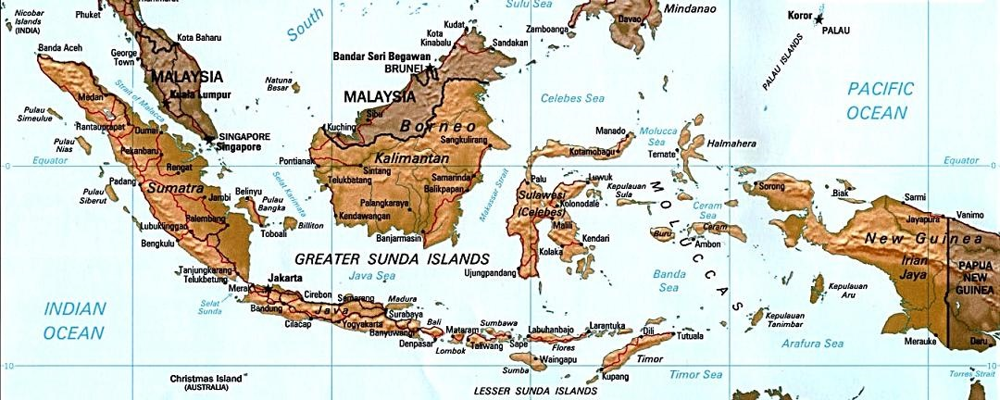 Nicobar
Islands
(INDIA)
Phuket
Banda Aceh
George
Town
Kota Baharu
MALAYSIA
Kuala Lumpur
Strait of Malacca
Medan
Pulau
Simeulue
Rantauprapat
Dumai
Pulau
Nias
Pekanbaru
SINGAPORE
Singapore
Equator
0
Rengat
Padang
Sumatra
Pulau
Siberut
Jambi
Belinyu
Pulau
Bangka
Palembang
Lubuklinggau
Billiton
Toboali
Bengkulu
Tanjungkarang-
Telukbetung
Merak
Selat
Sunda
INDIAN
OCEAN
10
Christmas Island
(AUSTRALIA)
South
Natuna
Besar
Selat Karimata
Kudat
Kota
Kinabalu
Sandakan
Bandar Seri Begawan
BRUNEI
MALAYSIA
Sibu
Borneo
Kuching
Sangkulirang
Kalimantan
Pontianak
Sintang
Telukbatang
Samarinda
Balikpapan
Palangkaraya
Kendawangan
Banjarmasin
Makassar Strait
GREATER SUNDA ISLANDS
Java Sea
Jakarta
Cirebon
Semarang
Madura
Java
Surabaya
Bandung
Cilacap
Yogyakarta
Banyuwangi
Bali
Denpasar
Mataram
Lombok
Sumbawa
Taliwang
Sape
Labuhanbajo
Larantuka
Flores
Waingapu
Sumba
Dili
Tutuala
Timor
Kupang
LESSER SUNDA ISLANDS
Timor Sea
Sulu Sea
Zamboanga
Davao
Mindanao
Celebes Sea
Manado
Kotamobagu
Molucca
Sea
Ternate
Halmahera
Palu
Luwuk
Sulawesi
(Celebes)
Kolonodale
Kepulauan
Sula
Malili
Kendari
Kolaka
Ujungpandang
MOLUCCAS
Ceram
Sea
Buru
Ceram
Ambon
Banda
Sea
Koror
PALAU
PALAU ISLANDS
PACIFIC
OCEAN
Equator
0
Sorong
Biak
Sarmi
Jayapura
Vanimo
New Guinea
Irian
Jaya
PAPUA
NEW
GUINEA
Kepulauan
Aru
Kepulauan
Tanimbar
Arafura Sea
Merauke
Daru
10
Torres Strait